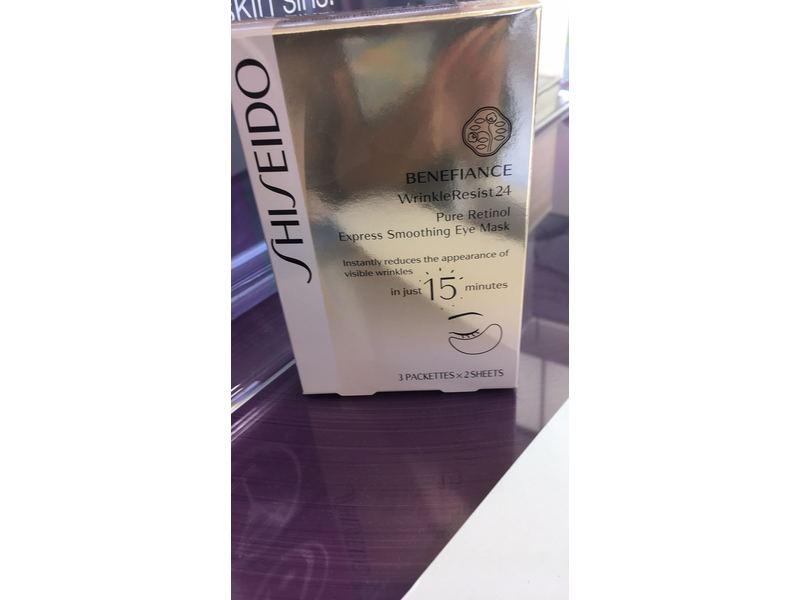 SHISEIDO
BENEFIANCE
WrinkleResist24
Pure Retinol
Express Smoothing Eye Mask
Instantly reduces the appearance of
visible wrinkles
in just 15 minutes
3 PACKETTES × 2 SHEETS